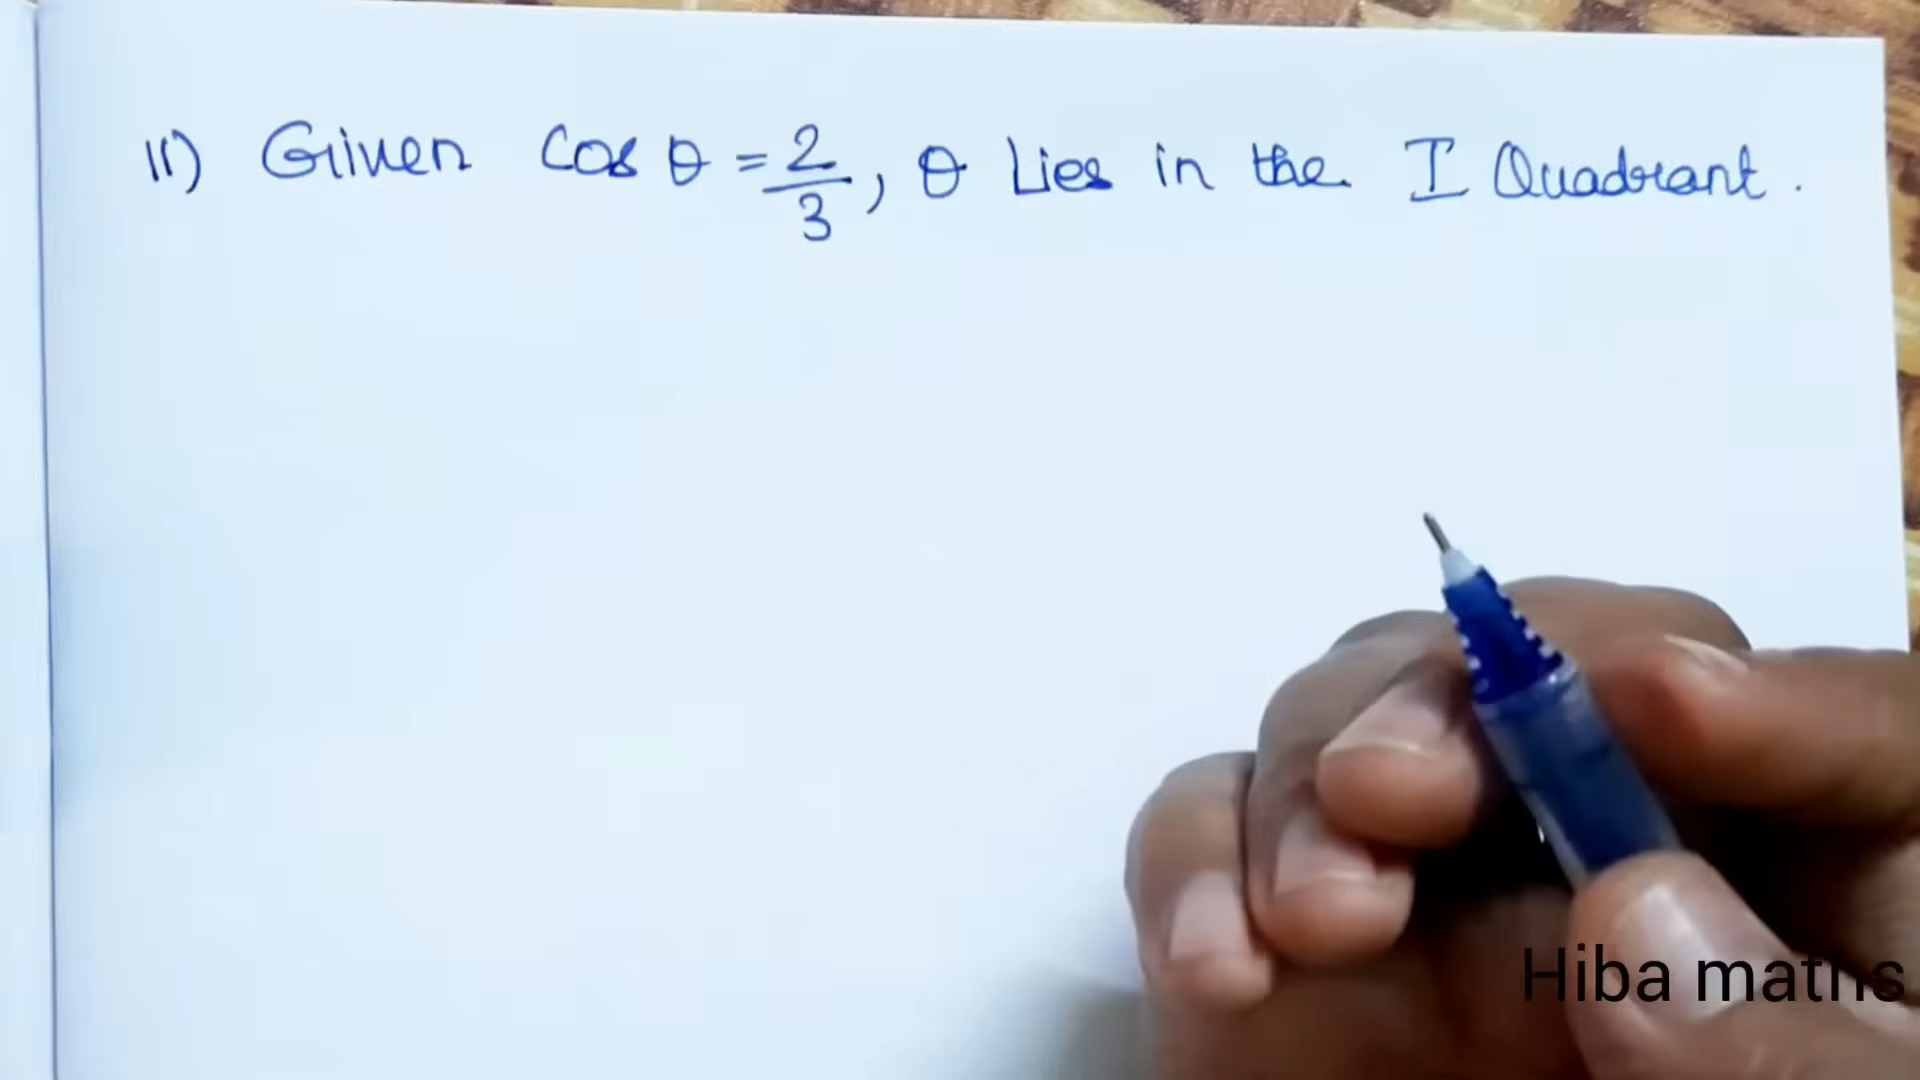 11) Given Cos θ = 2/3, θ Lies in the I Quadrant.
Hiba maths